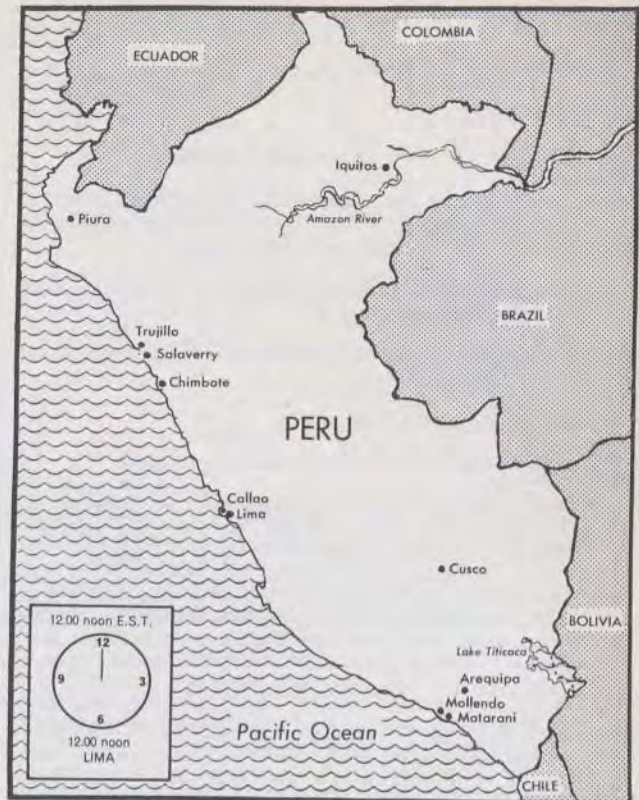 COLOMBIA
ECUADOR
Iquitos
Amazon River
Piura
BRAZIL
Trujillo
Salaverry
Chimbote
PERU
Callao
Lima
Cusco
12.00 noon E.S.T.
12
9
3
6
12.00 noon
LIMA
BOLIVIA
Lake Titicaca
Arequipa
Mollendo
Matarani
Pacific Ocean
CHILE